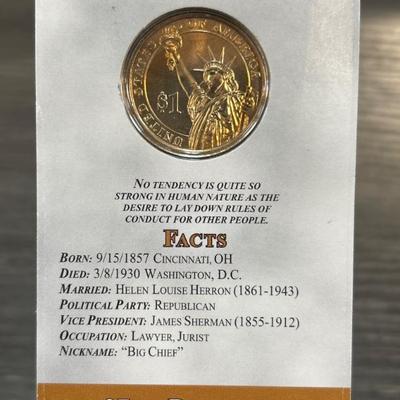 UNITED STATES OF AMERICA
$1
NO TENDENCY IS QUITE SO
STRONG IN HUMAN NATURE AS THE
DESIRE TO LAY DOWN RULES OF
CONDUCT FOR OTHER PEOPLE.
FACTS
BORN: 9/15/1857 CINCINNATI, OH
DIED: 3/8/1930 WASHINGTON, D.C.
MARRIED: HELEN LOUISE HERRON (1861-1943)
POLITICAL PARTY: REPUBLICAN
VICE PRESIDENT: JAMES SHERMAN (1855-1912)
OCCUPATION: LAWYER, JURIST
NICKNAME: "BIG CHIEF"